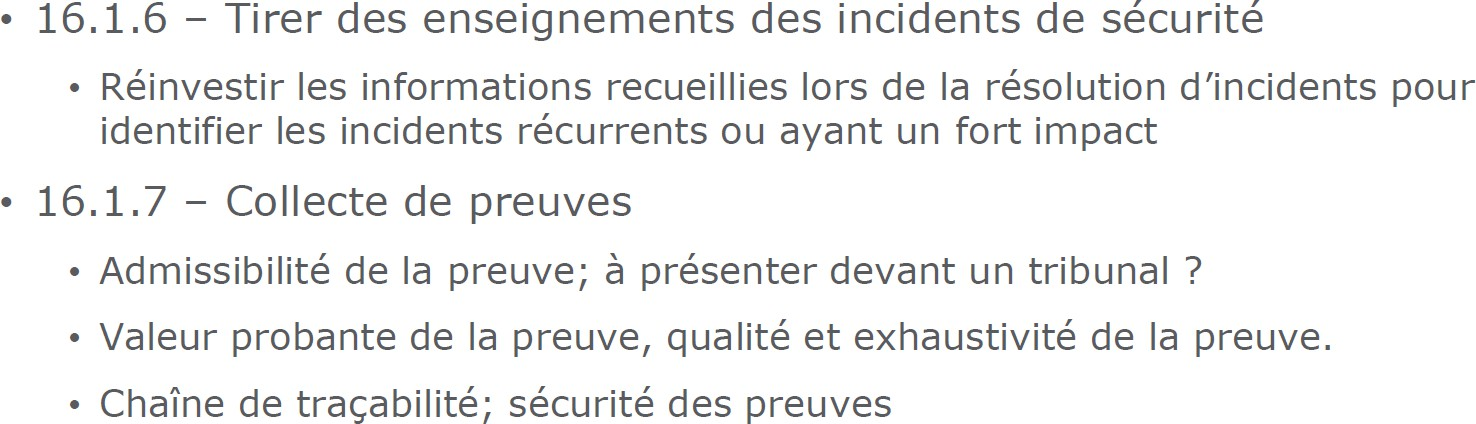 • 16.1.6 – Tirer des enseignements des incidents de sécurité
• Réinvestir les informations recueillies lors de la résolution d’incidents pour
identifier les incidents récurrents ou ayant un fort impact
• 16.1.7 – Collecte de preuves
• Admissibilité de la preuve; à présenter devant un tribunal ?
• Valeur probante de la preuve, qualité et exhaustivité de la preuve.
• Chaîne de traçabilité; sécurité des preuves